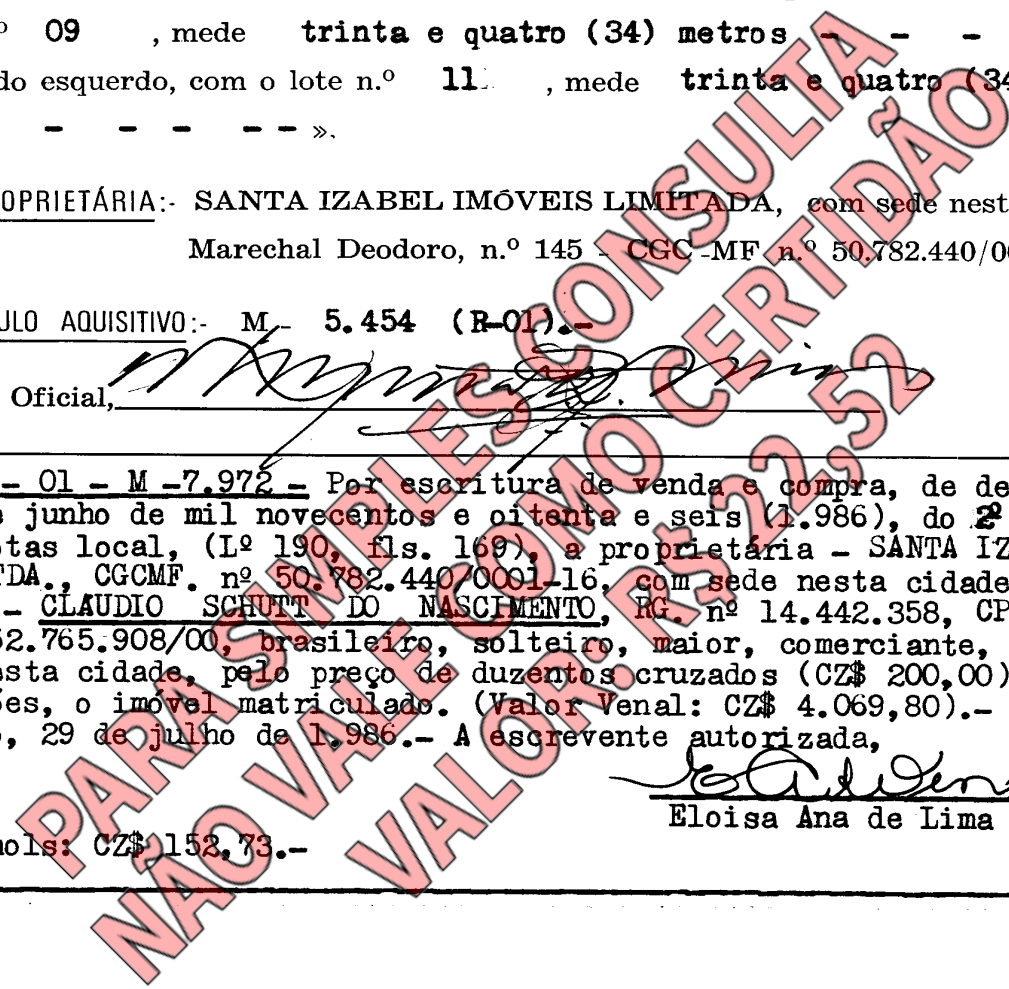 º 09 , mede trinta e quatro (34) metros - - -
do esquerdo, com o lote n.º 11 , mede trinta e quatro (34
- - - - - ».
OPRIETÁRIA:- SANTA IZABEL IMÓVEIS LIMITADA, com sede nest
Marechal Deodoro, n.º 145 - CGC-MF n.º 50.782.440/00
ULO AQUISITIVO:- M - 5.454 (R-01).-
Oficial,
- 01 - M -7.972 - Por escritura de venda e compra, de de
junho de mil novecentos e oitenta e seis (1.986), do 2º
tas local, (Lº 190, fls. 169), a proprietária - SANTA IZ
TDA., CGCMF. nº 50.782.440/0001-16, com sede nesta cidade
- CLAUDIO SCHUTT DO NASCIMENTO, RG. nº 14.442.358, CP
52.765.908/00, brasileiro, solteiro, maior, comerciante,
sta cidade, pelo preço de duzentos cruzados (CZ$ 200,00)
es, o imóvel matriculado. (Valor Venal: CZ$ 4.069,80).-
, 29 de julho de 1.986.- A escrevente autorizada,
Eloisa Ana de Lima
ols: CZ$ 152,73.-
PARA SIMPLES CONSULTA
NÃO VALE COMO CERTIDÃO
VALOR: R$ 22,52